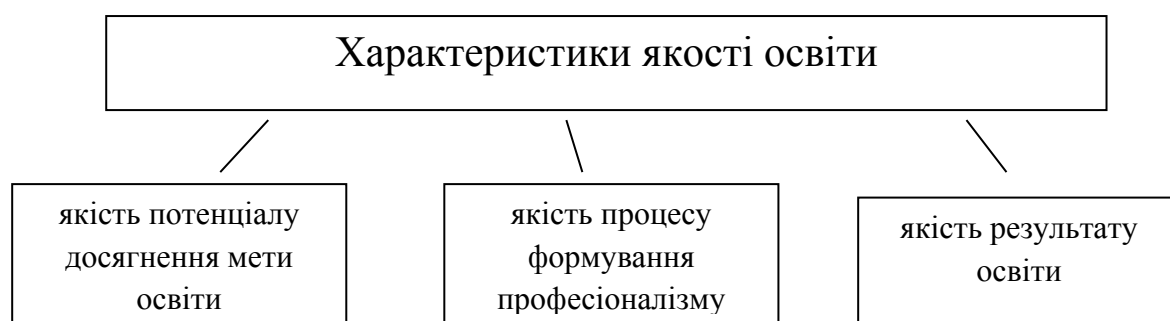 Характеристики якості освіти
якість потенціалу
досягнення мети
освіти
якість процесу
формування
професіоналізму
якість результату
освіти